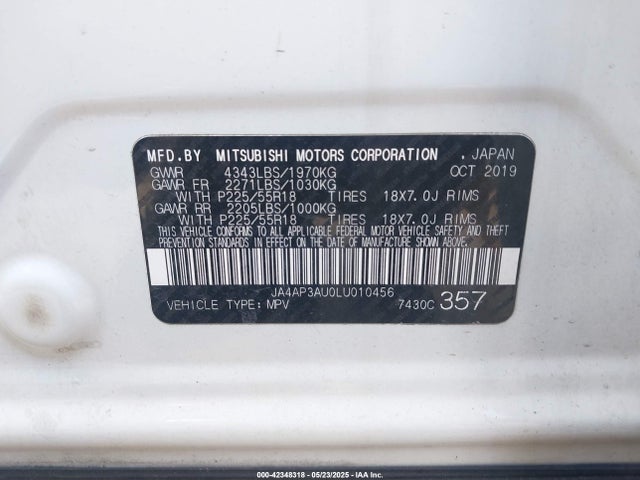 MFD.BY MITSUBISHI MOTORS CORPORATION . JAPAN
GVWR 4343LBS/1970KG OCT 2019
GAWR FR 2271LBS/1030KG
WITH P225/55R18 TIRES 18X7.0J RIMS
GAWR RR 2205LBS/1000KG
WITH P225/55R18 TIRES 18X7.0J RIMS
THIS VEHICLE CONFORMS TO ALL APPLICABLE FEDERAL MOTOR VEHICLE SAFETY AND
THEFT PREVENTION STANDARDS IN EFFECT ON THE DATE OF MANUFACTURE SHOWN ABOVE.
JA4AP3AU0LU010456
VEHICLE TYPE: MPV 7430C 357
000-42348318 - 05/23/2025 - IAA Inc.